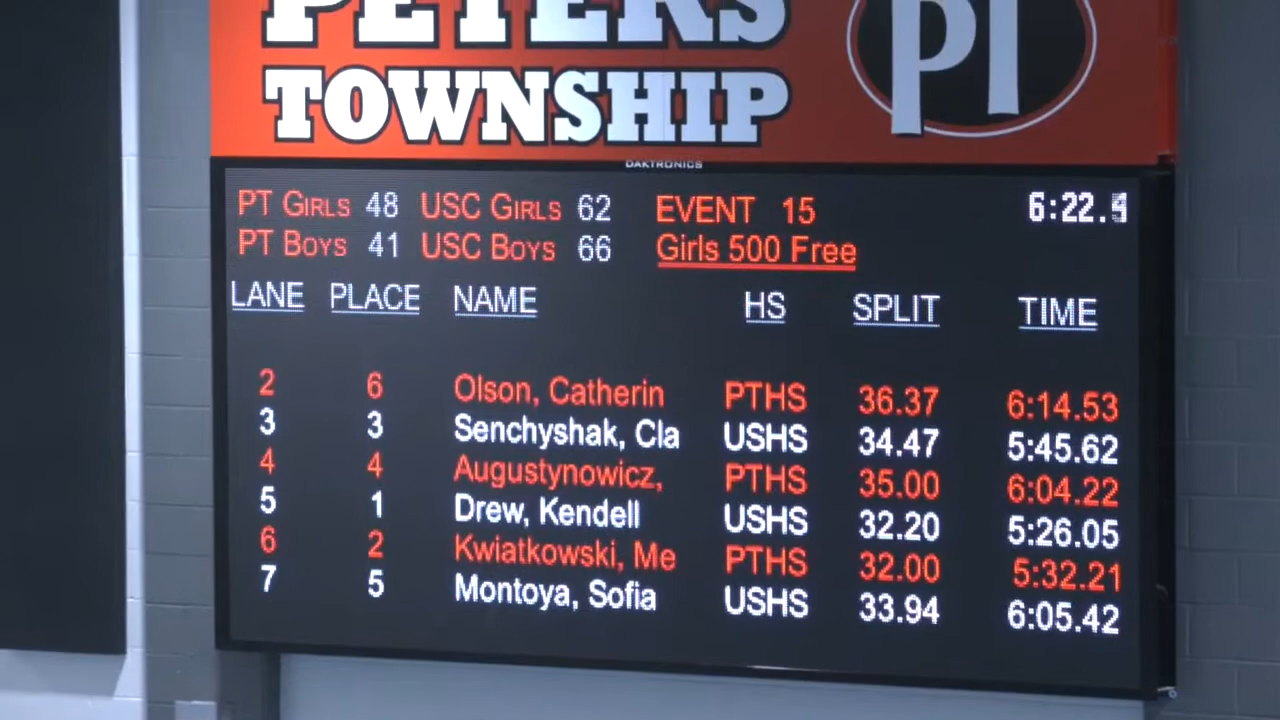 PETERS
TOWNSHIP
PT
DAKTRONICS
PT GIRLS 48 USC GIRLS 62 EVENT 15 6:22.
PT BOYS 41 USC BOYS 66 Girls 500 Free
LANE PLACE NAME HS SPLIT TIME
2 6 Olson, Catherin PTHS 36.37 6:14.53
3 3 Senchyshak, Cla USHS 34.47 5:45.62
4 4 Augustynowicz, PTHS 35.00 6:04.22
5 1 Drew, Kendell USHS 32.20 5:26.05
6 2 Kwiatkowski, Me PTHS 32.00 5:32.21
7 5 Montoya, Sofia USHS 33.94 6:05.42